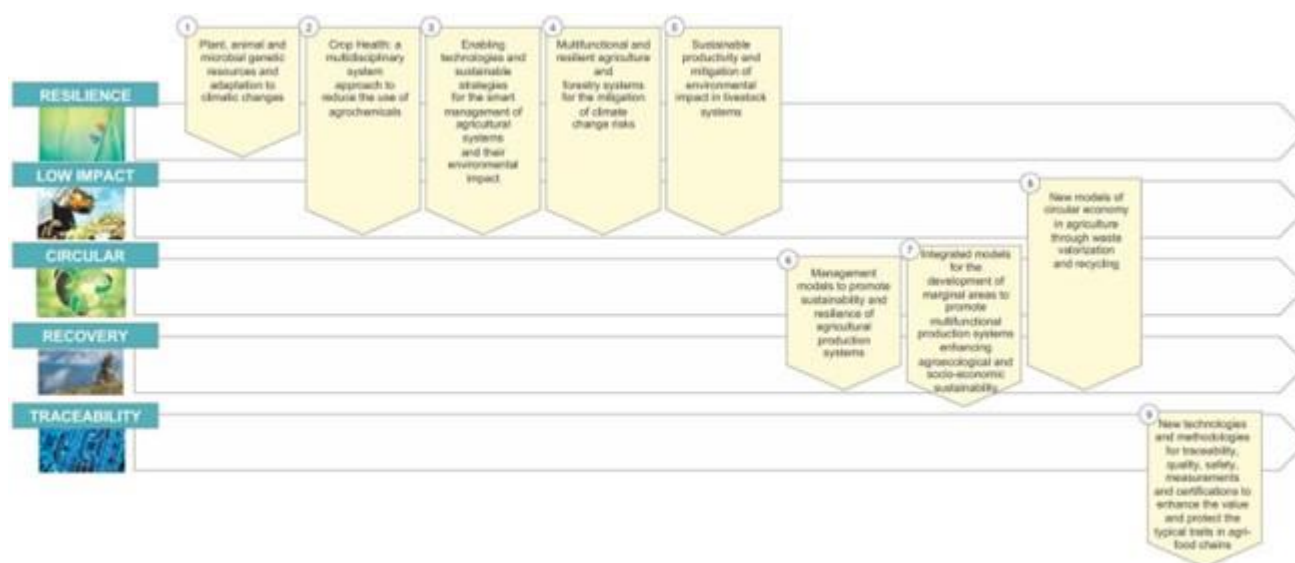 1
Plant, animal and
microbial genetic
resources and
adaptation to
climatic changes
2
Crop Health: a
multidisciplinary
system
approach to
reduce the use of
agrochemicals
3
Enabling
technologies and
sustainable
strategies
for the smart
management of
agricultural
systems
and their
environmental
impact
4
Multifunctional and
resilient agriculture
and
forestry systems
for the mitigation
of climate
change risks
5
Sustainable
productivity and
mitigation of
environmental
impact in livestock
systems
RESILIENCE
LOW IMPACT
New models of
circular economy
in agriculture
through waste
valorization
and recycling
CIRCULAR
6
Management
models to promote
sustainability and
resilience of
agricultural
production
systems
7
Integrated models
for the
development of
marginal areas to
promote
multifunctional
production systems
enhancing
agroecological and
socio-economic
sustainability
RECOVERY
TRACEABILITY
9
New technologies
and methodologies
for traceability,
quality, safety,
measurements
and certifications to
enhance the value
and protect the
typical traits in agri-
food chains